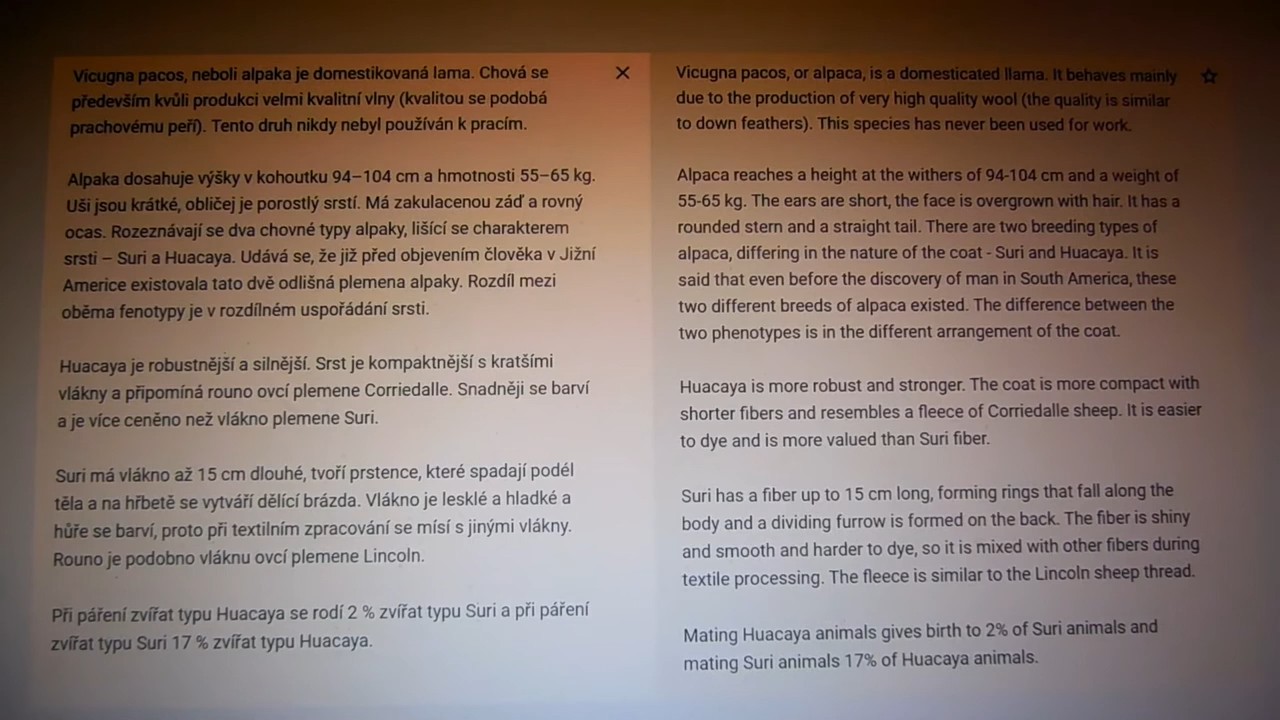 Vicugna pacos, neboli alpaka je domestikovaná lama. Chová se
především kvůli produkci velmi kvalitní vlny (kvalitou se podobá
prachovému peří). Tento druh nikdy nebyl používán k pracím.
Alpaka dosahuje výšky v kohoutku 94–104 cm a hmotnosti 55–65 kg.
Uši jsou krátké, obličej je porostlý srstí. Má zakulacenou záď a rovný
ocas. Rozeznávají se dva chovné typy alpaky, lišící se charakterem
srsti – Suri a Huacaya. Udává se, že již před objevením člověka v Jižní
Americe existovala tato dvě odlišná plemena alpaky. Rozdíl mezi
oběma fenotypy je v rozdílném uspořádání srsti.
Huacaya je robustnější a silnější. Srst je kompaktnější s kratšími
vlákny a připomíná rouno ovcí plemene Corriedalle. Snadněji se barví
a je více ceněno než vlákno plemene Suri.
Suri má vlákno až 15 cm dlouhé, tvoří prstence, které spadají podél
těla a na hřbetě se vytváří dělící brázda. Vlákno je lesklé a hladké a
hůře se barví, proto při textilním zpracování se mísí s jinými vlákny.
Rouno je podobno vláknu ovcí plemene Lincoln.
Při páření zvířat typu Huacaya se rodí 2 % zvířat typu Suri a při páření
zvířat typu Suri 17 % zvířat typu Huacaya.
Vicugna pacos, or alpaca, is a domesticated llama. It behaves mainly
due to the production of very high quality wool (the quality is similar
to down feathers). This species has never been used for work.
Alpaca reaches a height at the withers of 94-104 cm and a weight of
55-65 kg. The ears are short, the face is overgrown with hair. It has a
rounded stern and a straight tail. There are two breeding types of
alpaca, differing in the nature of the coat - Suri and Huacaya. It is
said that even before the discovery of man in South America, these
two different breeds of alpaca existed. The difference between the
two phenotypes is in the different arrangement of the coat.
Huacaya is more robust and stronger. The coat is more compact with
shorter fibers and resembles a fleece of Corriedalle sheep. It is easier
to dye and is more valued than Suri fiber.
Suri has a fiber up to 15 cm long, forming rings that fall along the
body and a dividing furrow is formed on the back. The fiber is shiny
and smooth and harder to dye, so it is mixed with other fibers during
textile processing. The fleece is similar to the Lincoln sheep thread.
Mating Huacaya animals gives birth to 2% of Suri animals and
mating Suri animals 17% of Huacaya animals.